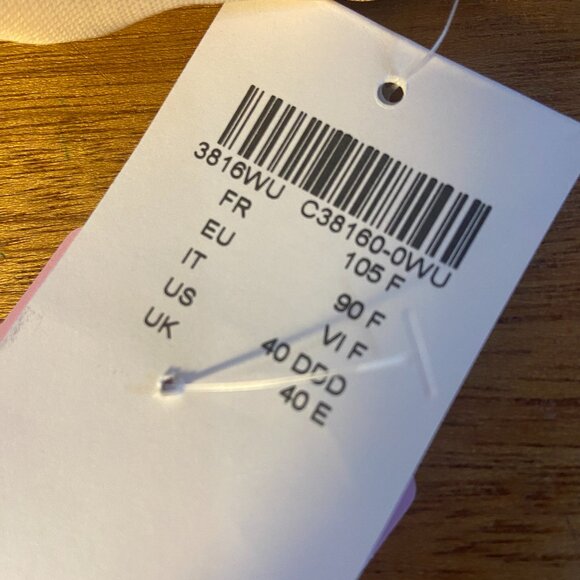 3816WU C38160-0WU
FR 105 F
EU 90 F
IT VI F
US 40 DDD
UK 40 E